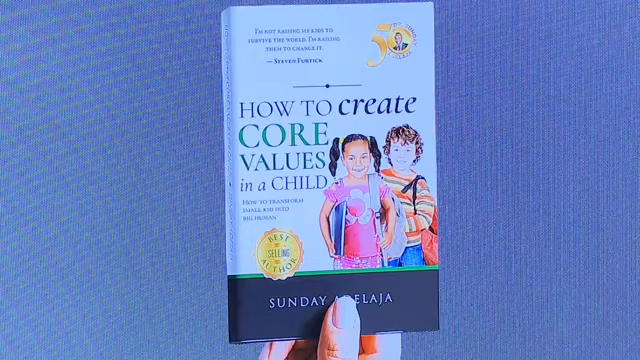 I'M NOT RAISING MY KIDS TO
SURVIVE THE WORLD. I'M RAISING
THEM TO CHANGE IT.
— STEVEN FURTICK
50
HOW TO create
CORE
VALUES
in a CHILD
HOW TO TRANSFORM
SMALL KID INTO
BIG HUMAN
BEST
SELLING
AUTHOR
SUNDAY ADELAJA